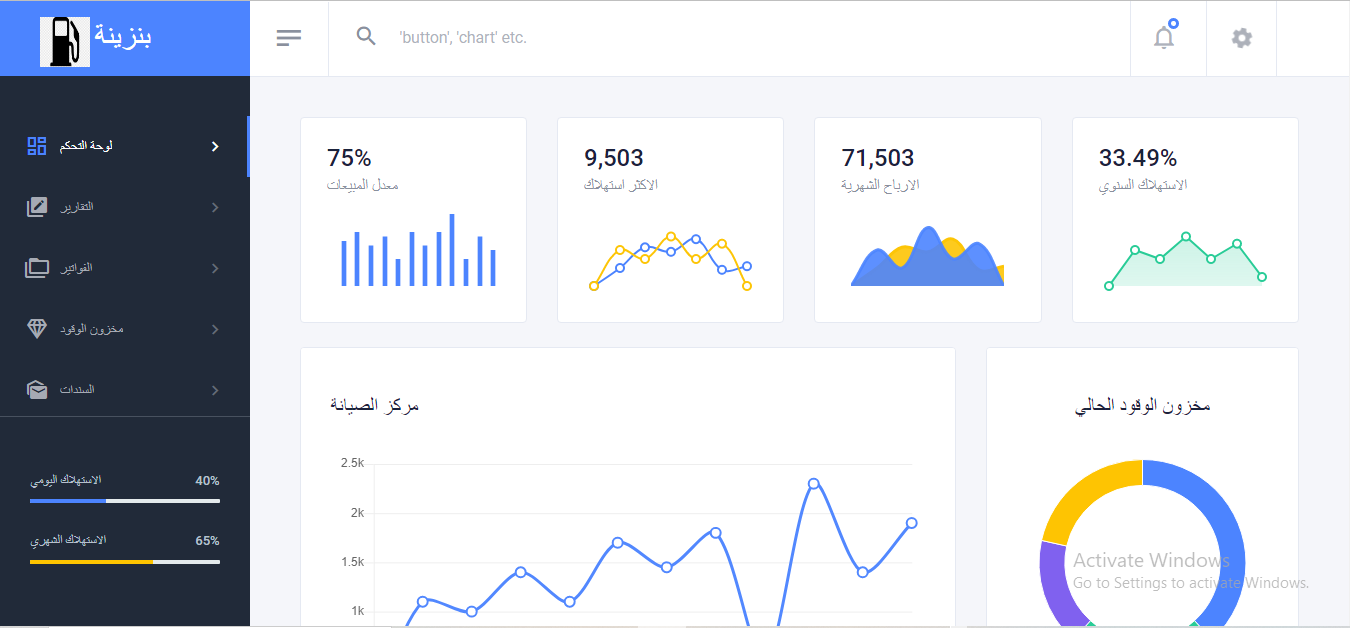 بنزينة
'button', 'chart' etc.
لوحة التحكم
التقارير
الفواتير
مخزون الوقود
السندات
الاستهلاك اليومي
40%
الاستهلاك الشهري
65%
75%
معدل المبيعات
9,503
الاكثر استهلاك
71,503
الارباح الشهرية
33.49%
الاستهلاك السنوي
مركز الصيانة
2.5k
2k
1.5k
1k
مخزون الوقود الحالي
Activate Windows
Go to Settings to activate Windows.